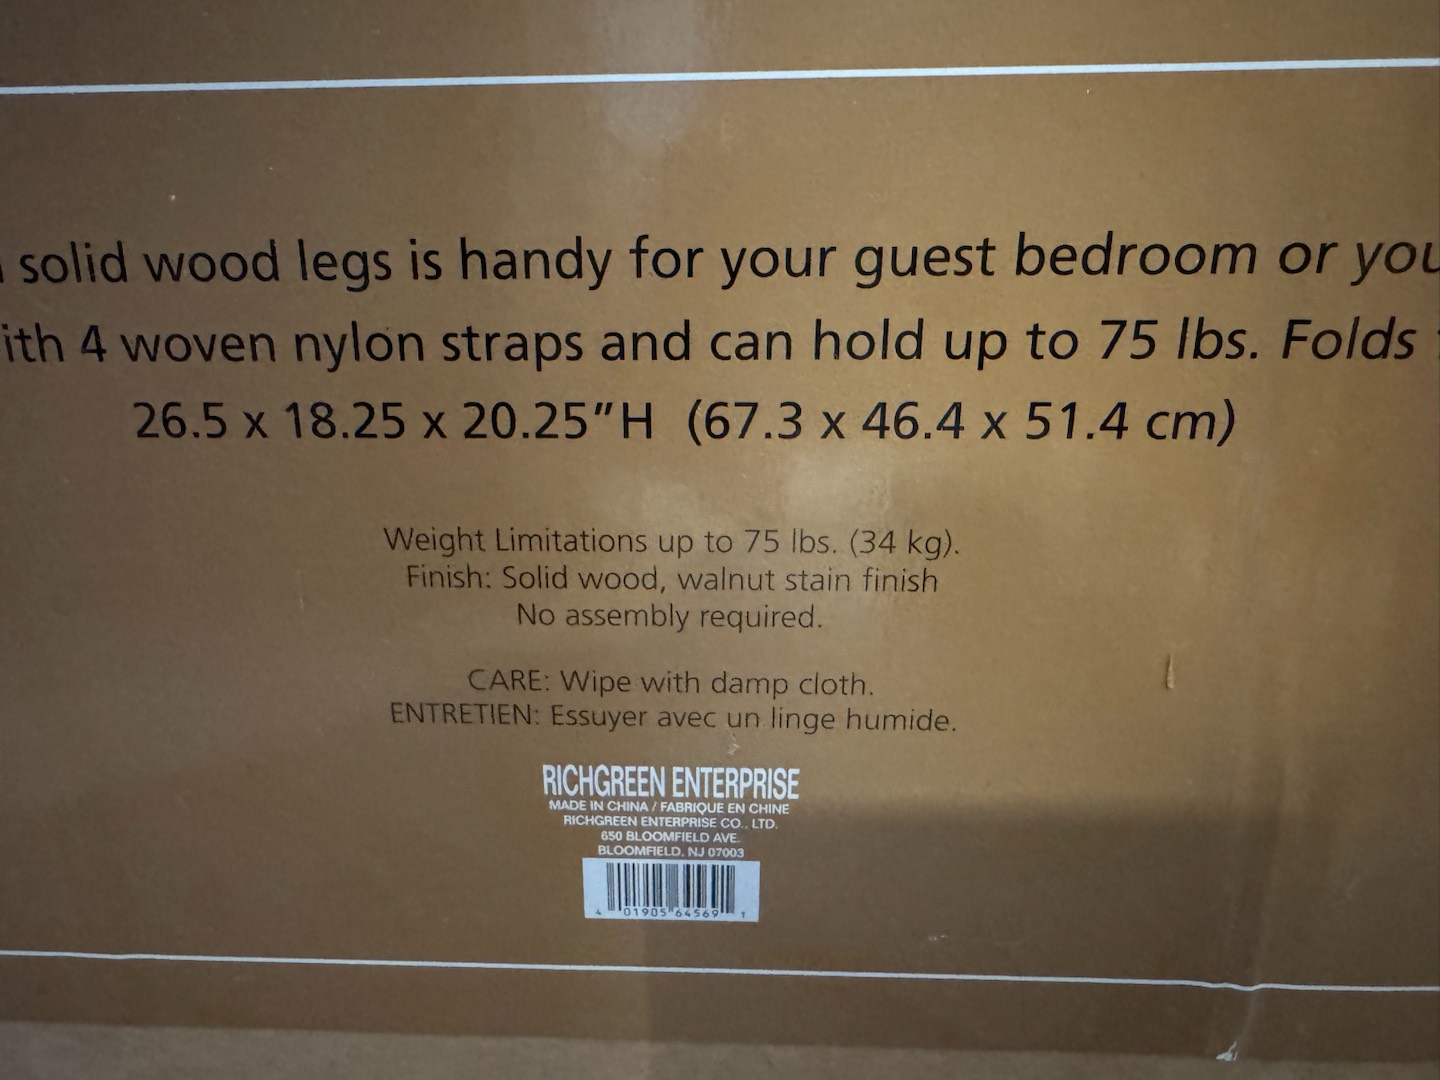 solid wood legs is handy for your guest bedroom or you
ith 4 woven nylon straps and can hold up to 75 lbs. Folds
26.5 x 18.25 x 20.25"H (67.3 x 46.4 x 51.4 cm)
Weight Limitations up to 75 lbs. (34 kg).
Finish: Solid wood, walnut stain finish
No assembly required.
CARE: Wipe with damp cloth.
ENTRETIEN: Essuyer avec un linge humide.
RICHGREEN ENTERPRISE
MADE IN CHINA / FABRIQUE EN CHINE
RICHGREEN ENTERPRISE CO., LTD.
650 BLOOMFIELD AVE.
BLOOMFIELD, NJ 07003
4 01905 64569 1